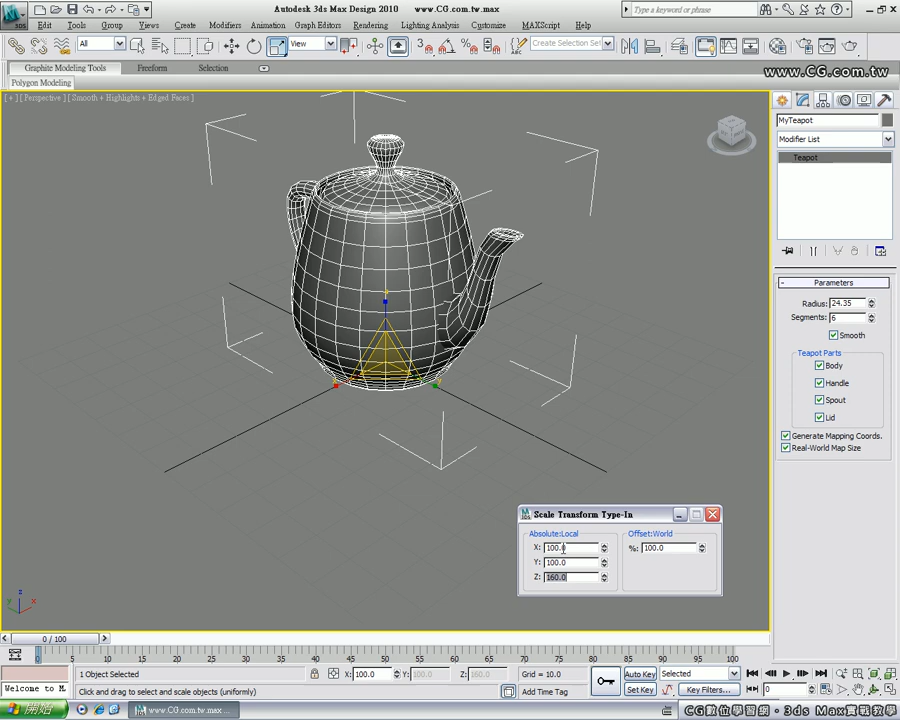 Autodesk 3ds Max Design 2010    www.CG.com.tw.max
Type a keyword or phrase
Edit Tools Group Views Create Modifiers Animation Graph Editors Rendering Lighting Analysis Customize MAXScript Help
All View Create Selection Set
Graphite Modeling Tools Freeform Selection
www.CG.com.tw
Polygon Modeling
[ + ] [ Perspective ] [ Smooth + Highlights + Edged Faces ]
MyTeapot
Modifier List
Teapot
- Parameters
Radius: 24.35
Segments: 6
Smooth
Teapot Parts
Body
Handle
Spout
Lid
Generate Mapping Coords.
Real-World Map Size
Scale Transform Type-In
Absolute:Local Offset:World
X: 100.0 %: 100.0
Y: 100.0
Z: 160.0
z
y x
0 / 100
0 5 10 15 20 25 30 35 40 45 50 55 60 65 70 75 80 85 90 95 100
1 Object Selected X: 100.0 Y: 100.0 Z: 160.0 Grid = 10.0 Auto Key Selected
Welcome to M Click and drag to select and scale objects (uniformly) Add Time Tag Set Key Key Filters... 0
開始 www.CG.com.tw.max ... CG數位學習網‧3ds Max實戰教學